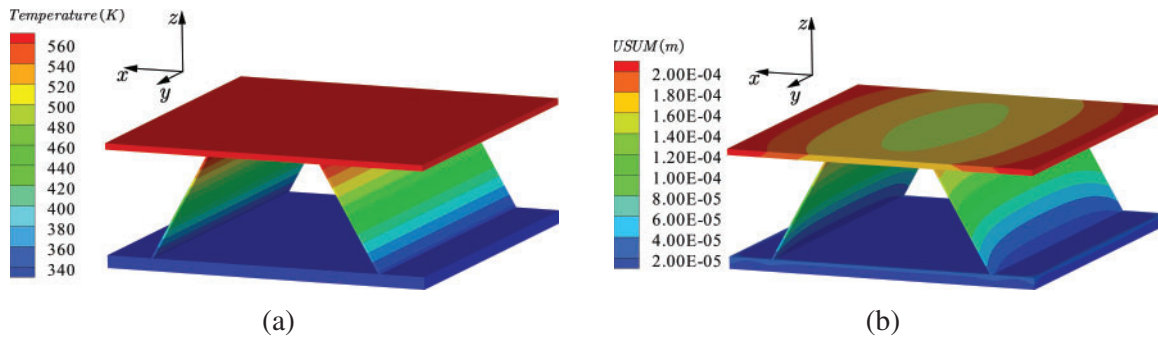 Temperature(K)
560
540
520
500
480
460
440
420
400
380
360
340
z
x
y
(a)
USUM(m)
2.00E-04
1.80E-04
1.60E-04
1.40E-04
1.20E-04
1.00E-04
8.00E-05
6.00E-05
4.00E-05
2.00E-05
z
x
y
(b)